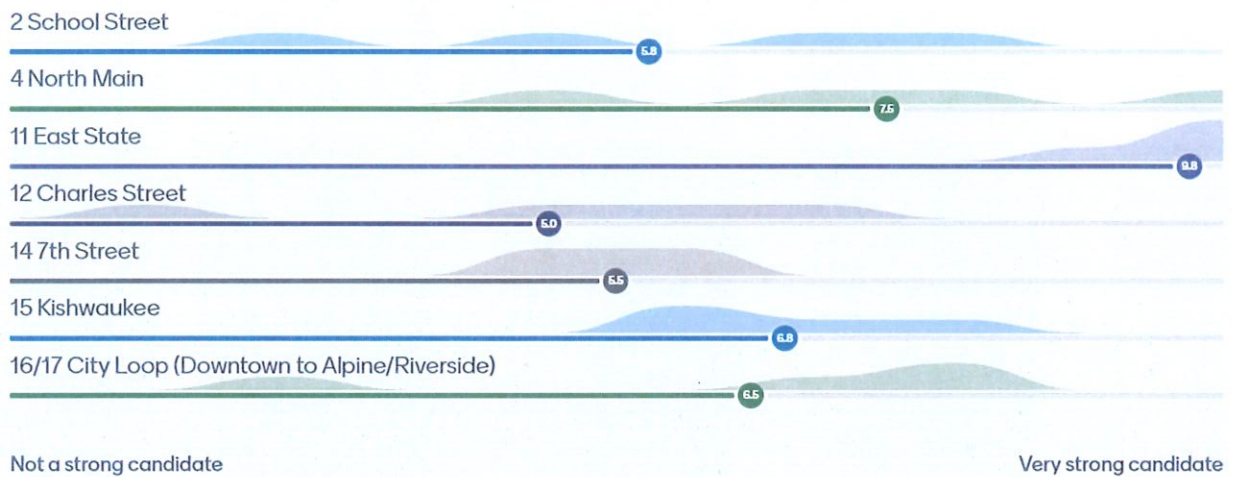 2 School Street
5.8
4 North Main
7.5
11 East State
9.8
12 Charles Street
5.0
14 7th Street
5.5
15 Kishwaukee
6.8
16/17 City Loop (Downtown to Alpine/Riverside)
6.5
Not a strong candidate
Very strong candidate